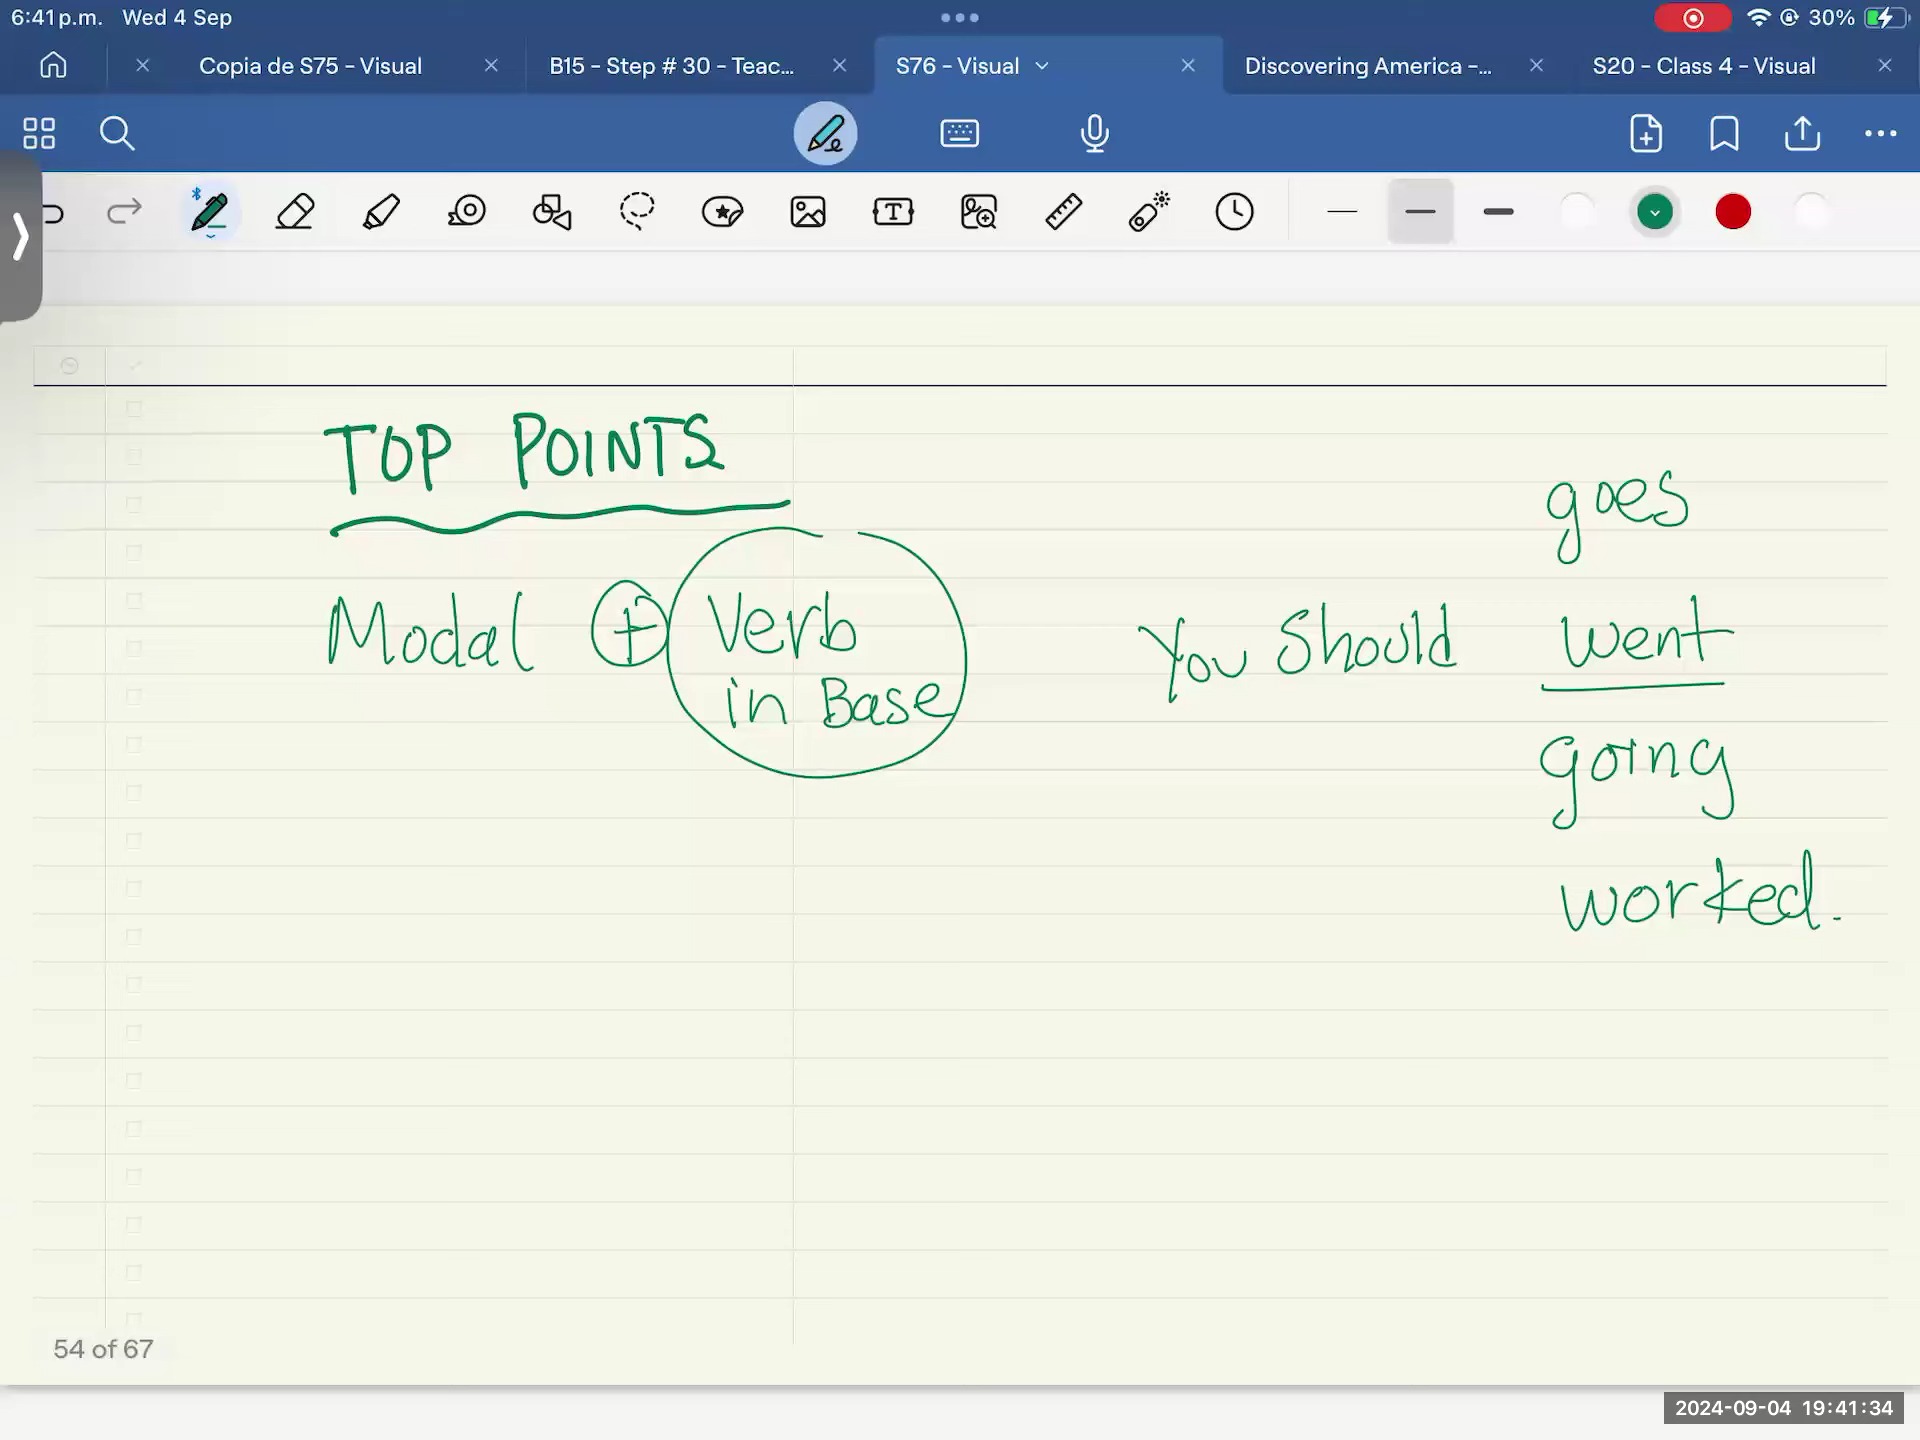 6:41 p.m. Wed 4 Sep
30%
Copia de S75 - Visual
B15 - Step # 30 - Teac...
S76 - Visual
Discovering America -...
S20 - Class 4 - Visual
TOP POINTS
goes
Modal + Verb in Base
You Should went
going
worked.
54 of 67
2024-09-04 19:41:34